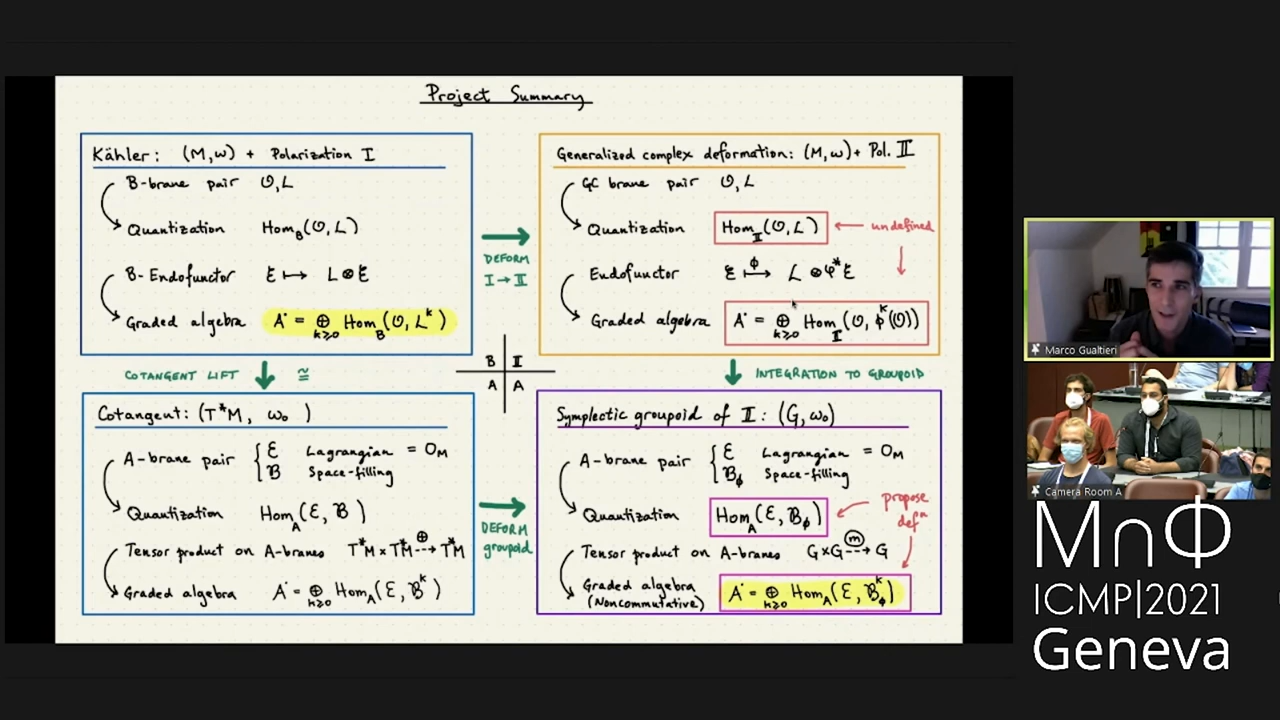 Project Summary
Kähler: (M,ω) + Polarization I
B-brane pair 𝒪, L
Quantization Hom_B(𝒪, L)
B-Endofunctor ℰ ↦ L⊗ℰ
Graded algebra A^• = ⊕_{k≥0} Hom_B(𝒪, L^k)
DEFORM
I → II
Generalized complex deformation: (M,ω) + Pol. II
GC brane pair 𝒪, L
Quantization Hom_II(𝒪, L) ← undefined
Endofunctor ℰ ↦^ϕ L ⊗ φ*ℰ
Graded algebra A^• = ⊕_{k≥0} Hom_II(𝒪, ϕ^k(𝒪))
COTANGENT LIFT ≅
B II
A A
INTEGRATION TO GROUPOID
Cotangent: (T*M, ω₀)
A-brane pair { ℰ Lagrangian = O_M
ℬ Space-filling
Quantization Hom_A(ℰ, ℬ)
Tensor product on A-branes T*M × T*M ⇢^⊕ T*M
Graded algebra A^• = ⊕_{k≥0} Hom_A(ℰ, ℬ^k)
DEFORM
groupoid
Symplectic groupoid of II: (G, ω₀)
A-brane pair { ℰ Lagrangian = O_M
ℬ_ϕ Space-filling
Quantization Hom_A(ℰ, ℬ_ϕ)
propose
defⁿ
Tensor product on A-branes G×G ⇢^m G
Graded algebra
(Noncommutative) A^• = ⊕_{k≥0} Hom_A(ℰ, ℬ_ϕ^k)
Marco Gualtieri
Camera Room A
MnΦ
ICMP|2021
Geneva